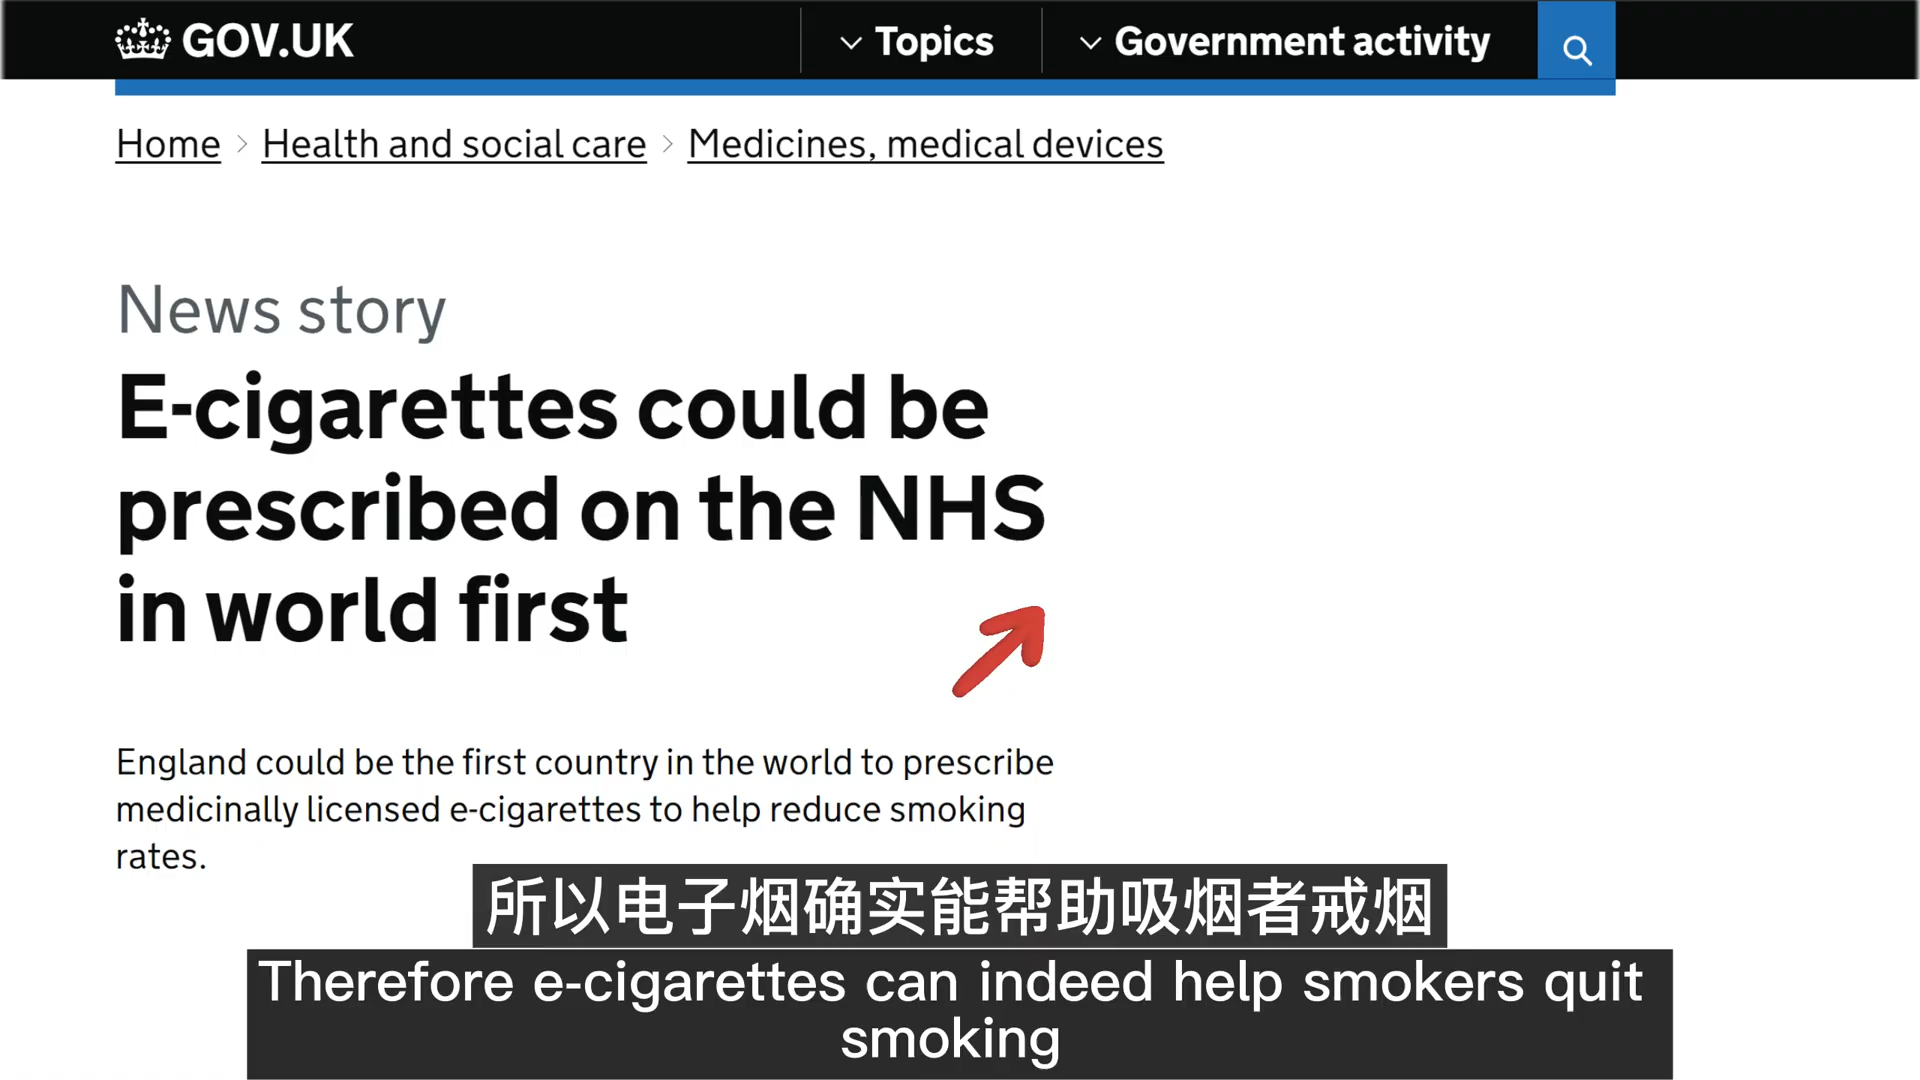 GOV.UK
Topics
Government activity
Home > Health and social care > Medicines, medical devices
News story
E-cigarettes could be
prescribed on the NHS
in world first
England could be the first country in the world to prescribe
medicinally licensed e-cigarettes to help reduce smoking
rates.
所以电子烟确实能帮助吸烟者戒烟
Therefore e-cigarettes can indeed help smokers quit
smoking